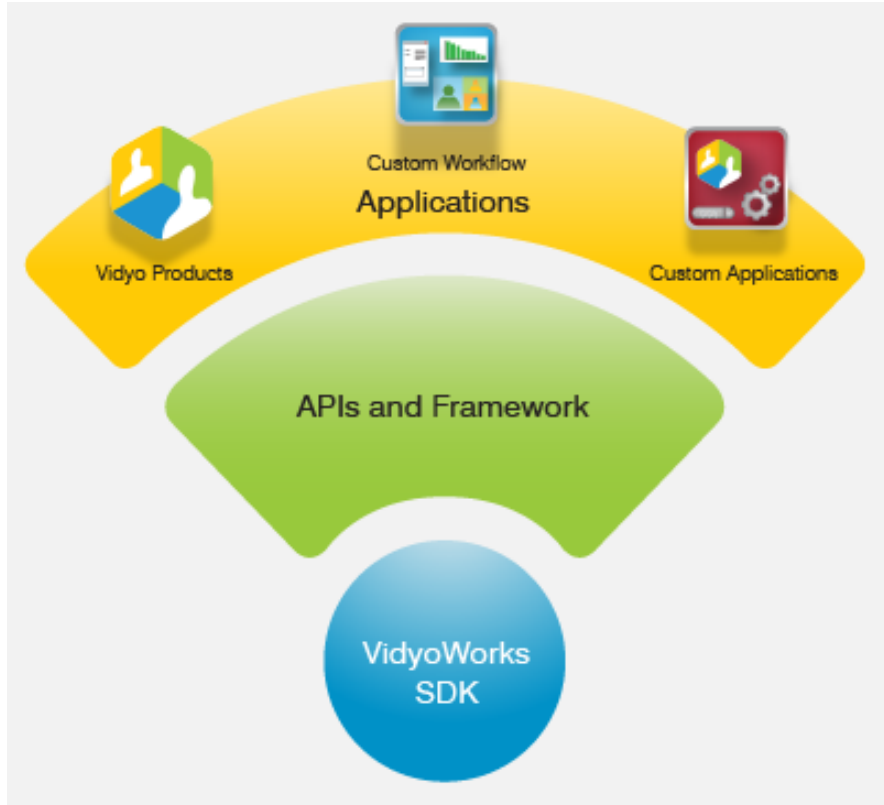 Custom Workflow
Applications
Vidyo Products
Custom Applications
APIs and Framework
VidyoWorks
SDK